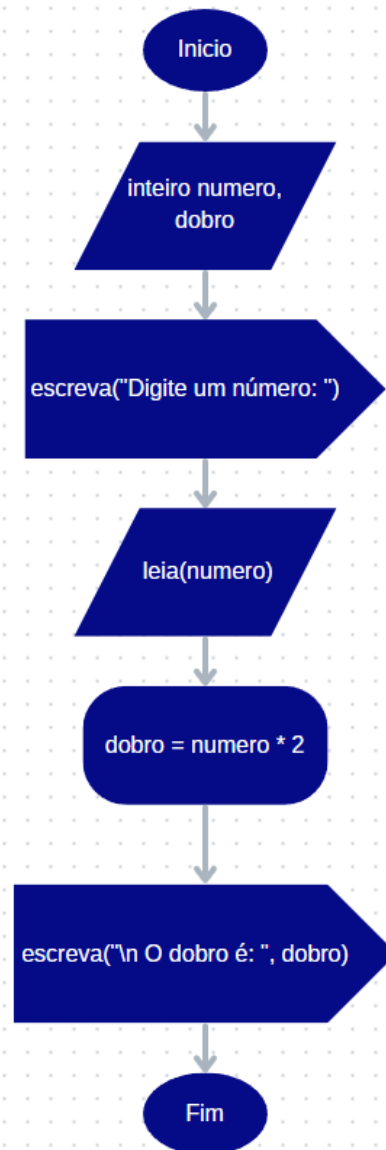 Inicio
inteiro numero,
dobro
escreva("Digite um número: ")
leia(numero)
dobro = numero * 2
escreva("\n O dobro é: ", dobro)
Fim